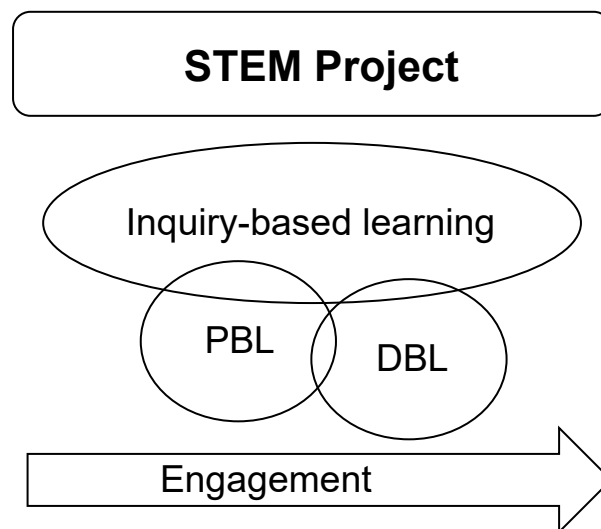 STEM Project
Inquiry-based learning
PBL
DBL
Engagement